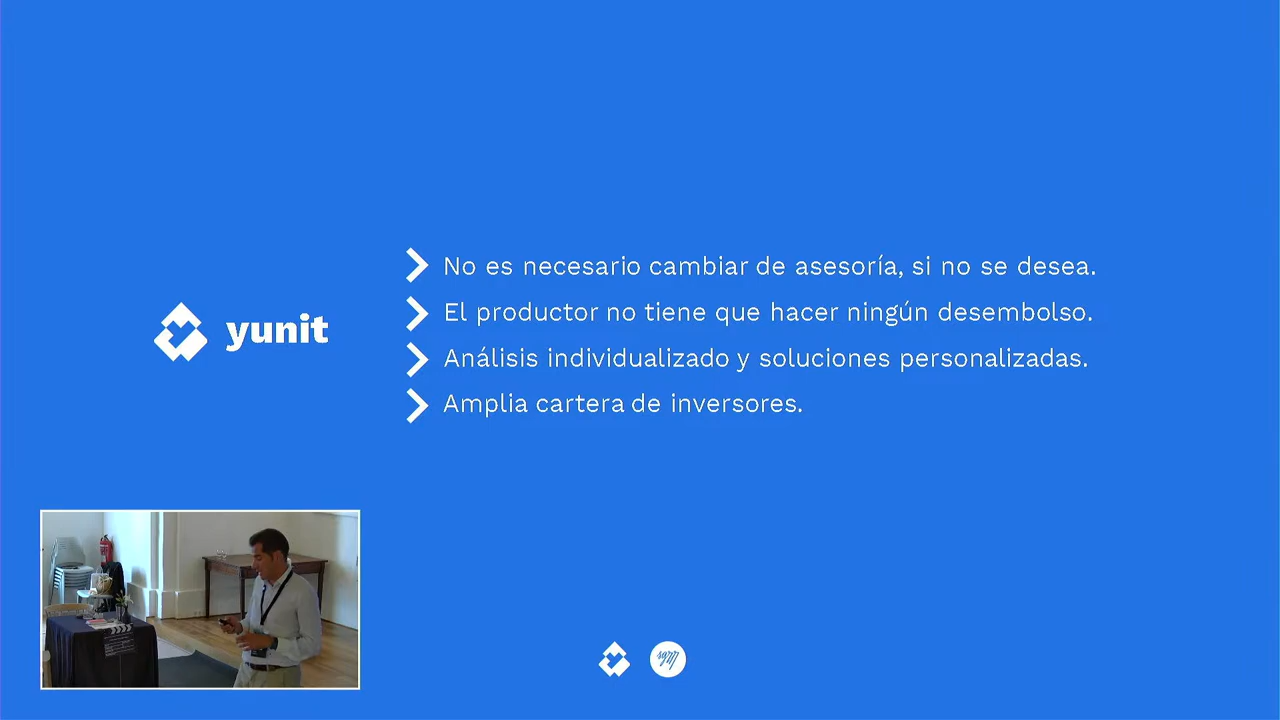 yunit
No es necesario cambiar de asesoría, si no se desea.
El productor no tiene que hacer ningún desembolso.
Análisis individualizado y soluciones personalizadas.
Amplia cartera de inversores.